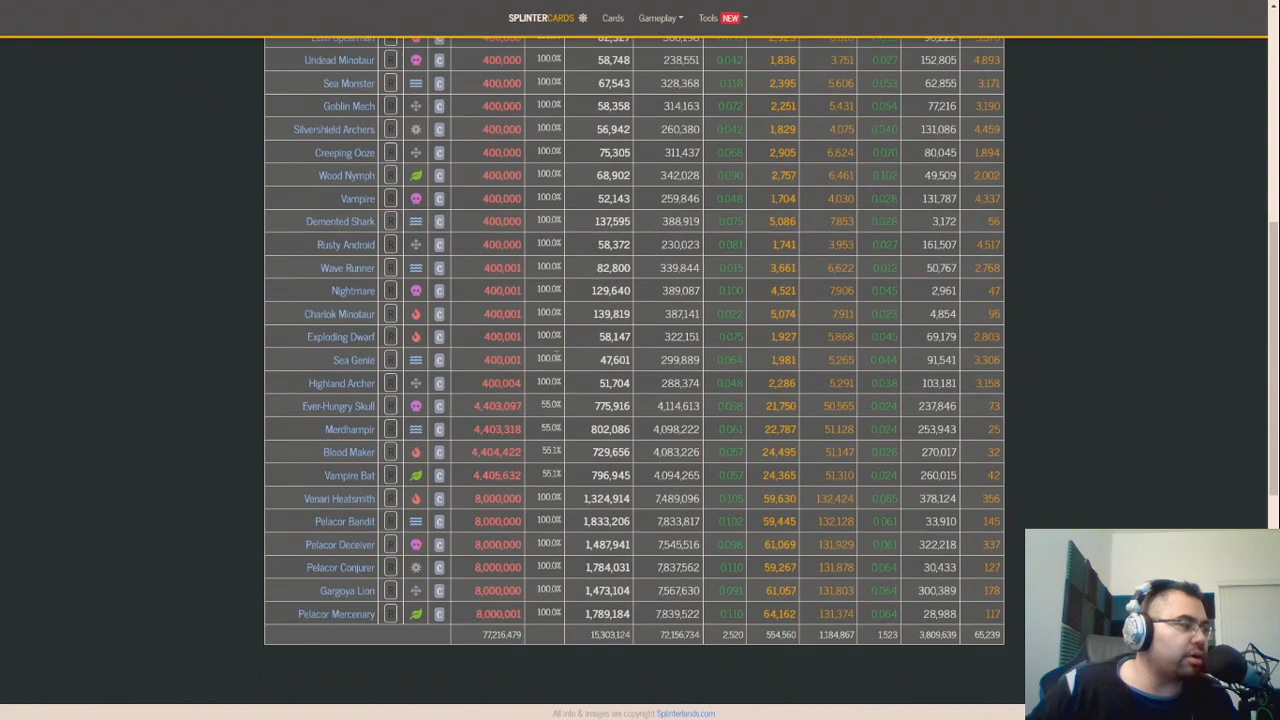 SPLINTERCARDS Cards Gameplay Tools NEW
Undead Minotaur R C 400,000 100.0% 58,748 238,551 0.042 1,836 3,751 0.027 152,805 4,893
Sea Monster R C 400,000 100.0% 67,543 328,368 0.118 2,395 5,606 0.053 62,855 3,171
Goblin Mech R C 400,000 100.0% 58,358 314,163 0.072 2,251 5,431 0.054 77,216 3,190
Silvershield Archers R C 400,000 100.0% 56,942 260,380 0.042 1,829 4,075 0.040 131,086 4,459
Creeping Ooze R C 400,000 100.0% 75,305 311,437 0.068 2,905 6,624 0.070 80,045 1,894
Wood Nymph R C 400,000 100.0% 68,902 342,028 0.090 2,757 6,461 0.102 49,509 2,002
Vampire R C 400,000 100.0% 52,143 259,846 0.048 1,704 4,030 0.028 131,787 4,337
Demented Shark R C 400,000 100.0% 137,595 388,919 0.075 5,086 7,853 0.028 3,172 56
Rusty Android R C 400,000 100.0% 58,372 230,023 0.081 1,741 3,953 0.027 161,507 4,517
Wave Runner R C 400,001 100.0% 82,800 339,844 0.015 3,661 6,622 0.012 50,767 2,768
Nightmare R C 400,001 100.0% 129,640 389,087 0.100 4,521 7,906 0.045 2,961 47
Charlok Minotaur R C 400,001 100.0% 139,819 387,141 0.022 5,074 7,911 0.023 4,854 95
Exploding Dwarf R C 400,001 100.0% 58,147 322,151 0.075 1,927 5,868 0.045 69,179 2,803
Sea Genie R C 400,001 100.0% 47,601 299,889 0.064 1,981 5,265 0.044 91,541 3,306
Highland Archer R C 400,004 100.0% 51,704 288,374 0.048 2,286 5,291 0.038 103,181 3,158
Ever-Hungry Skull R C 4,403,097 55.0% 775,916 4,114,613 0.058 21,750 50,565 0.024 237,846 73
Merdhampir R C 4,403,318 55.0% 802,086 4,098,222 0.061 22,787 51,128 0.024 253,943 25
Blood Maker R C 4,404,422 55.1% 729,656 4,083,226 0.057 24,495 51,147 0.026 270,017 32
Vampire Bat R C 4,405,632 55.1% 796,945 4,094,265 0.057 24,365 51,310 0.024 260,015 42
Venari Heatsmith R C 8,000,000 100.0% 1,324,914 7,489,096 0.105 59,630 132,424 0.065 378,124 356
Pelacor Bandit R C 8,000,000 100.0% 1,833,206 7,833,817 0.102 59,445 132,128 0.061 33,910 145
Pelacor Deceiver R C 8,000,000 100.0% 1,487,941 7,545,516 0.098 61,069 131,929 0.061 322,218 337
Pelacor Conjurer R C 8,000,000 100.0% 1,784,031 7,837,562 0.110 59,267 131,878 0.064 30,433 127
Gargoya Lion R C 8,000,000 100.0% 1,473,104 7,567,630 0.091 61,057 131,803 0.064 300,389 178
Pelacor Mercenary R C 8,000,001 100.0% 1,789,184 7,839,522 0.110 64,162 131,374 0.064 28,988 117
77,216,479 15,303,124 72,156,734 2.520 554,560 1,184,867 1.523 3,809,639 65,239
All info & images are copyright Splinterlands.com